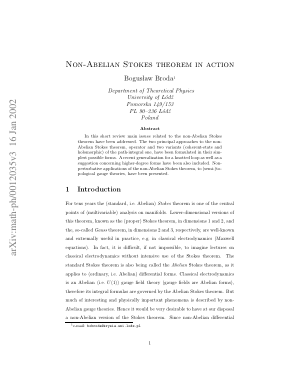 arXiv:math-ph/0012035v3 16 Jan 2002
Non-Abelian Stokes theorem in action
Bogusław Broda¹
Department of Theoretical Physics
University of Łódź
Pomorska 149/153
PL 90–236 Łódź
Poland
Abstract
In this short review main issues related to the non-Abelian Stokes
theorem have been addressed. The two principal approaches to the non-
Abelian Stokes theorem, operator and two variants (coherent-state and
holomorphic) of the path-integral one, have been formulated in their sim-
plest possible forms. A recent generalization for a knotted loop as well as a
suggestion concerning higher-degree forms have been also included. Non-
perturbative applications of the non-Abelian Stokes theorem, to (semi-)to-
pological gauge theories, have been presented.
1 Introduction
For tens years the (standard, i.e. Abelian) Stokes theorem is one of the central
points of (multivariable) analysis on manifolds. Lower-dimensional versions of
this theorem, known as the (proper) Stokes theorem, in dimensions 1 and 2, and
the, so-called Gauss theorem, in dimensions 2 and 3, respectively, are well-known
and extremally useful in practice, e.g. in classical electrodynamics (Maxwell
equations). In fact, it is difficult, if not impossible, to imagine lectures on
classical electrodynamics without intensive use of the Stokes theorem. The
standard Stokes theorem is also being called the Abelian Stokes theorem, as it
applies to (ordinary, i.e. Abelian) differential forms. Classical electrodynamics
is an Abelian (i.e. U(1)) gauge field theory (gauge fields are Abelian forms),
therefore its integral formulas are governed by the Abelian Stokes theorem. But
much of interesting and physically important phenomena is described by non-
Abelian gauge theories. Hence it would be very desirable to have at our disposal
a non-Abelian version of the Stokes theorem. Since non-Abelian differential
1